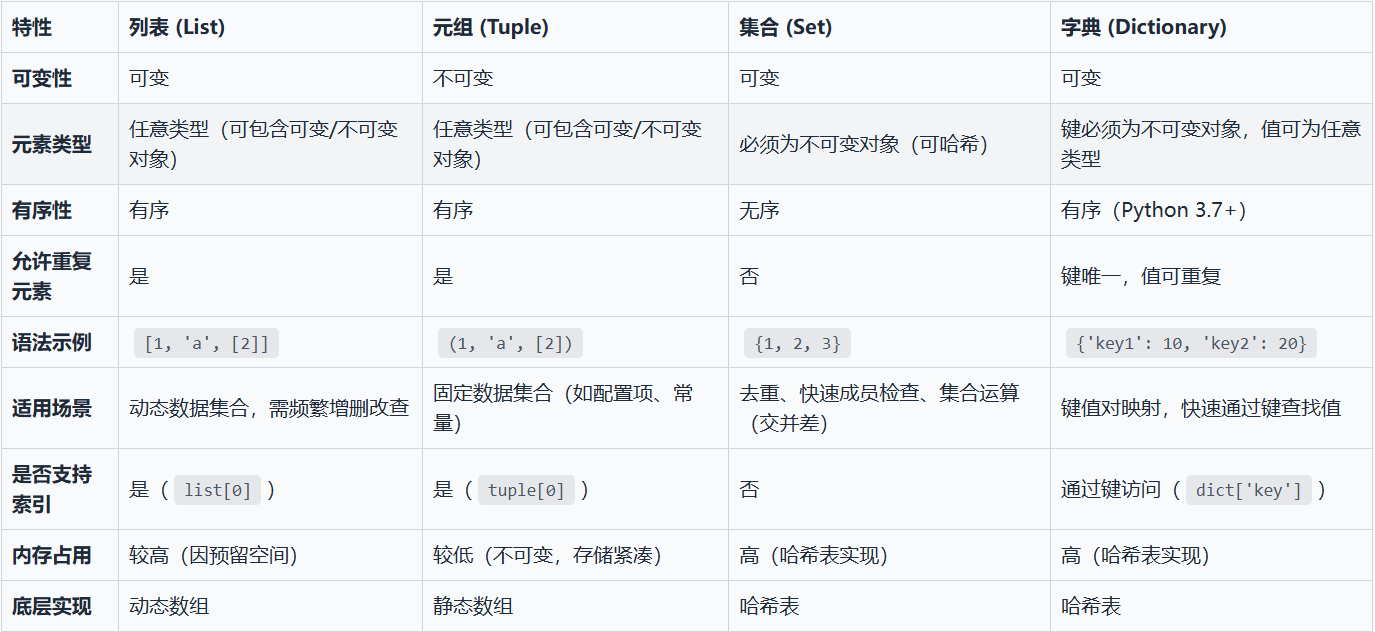 特性 列表 (List) 元组 (Tuple) 集合 (Set) 字典 (Dictionary)
可变性 可变 不可变 可变 可变
元素类型 任意类型（可包含可变/不可变 任意类型（可包含可变/不可变 必须为不可变对象（可哈希） 键必须为不可变对象，值可为任意
对象） 对象） 类型
有序性 有序 有序 无序 有序（Python 3.7+）
允许重复 是 是 否 键唯一，值可重复
元素
语法示例 [1, 'a', [2]] (1, 'a', [2]) {1, 2, 3} {'key1': 10, 'key2': 20}
适用场景 动态数据集合，需频繁增删改查 固定数据集合（如配置项、常 去重、快速成员检查、集合运算 键值对映射，快速通过键查找值
量） （交并差）
是否支持 是（ list[0] ） 是（ tuple[0] ） 否 通过键访问（ dict['key'] ）
索引
内存占用 较高（因预留空间） 较低（不可变，存储紧凑） 高（哈希表实现） 高（哈希表实现）
底层实现 动态数组 静态数组 哈希表 哈希表